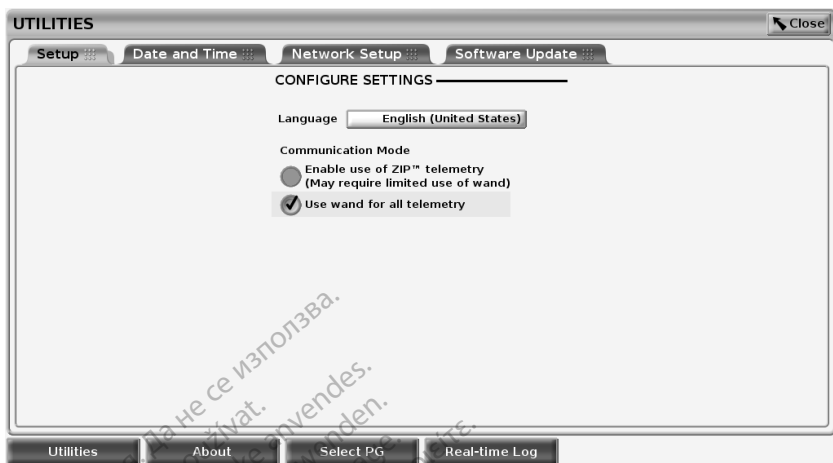 UTILITIES
Close
Setup
Date and Time
Network Setup
Software Update
CONFIGURE SETTINGS
Language
English (United States)
Communication Mode
Enable use of ZIP™ telemetry
(May require limited use of wand)
Use wand for all telemetry
Да не се използва.
anvendes.
Utilities
About
Select PG
Real-time Log